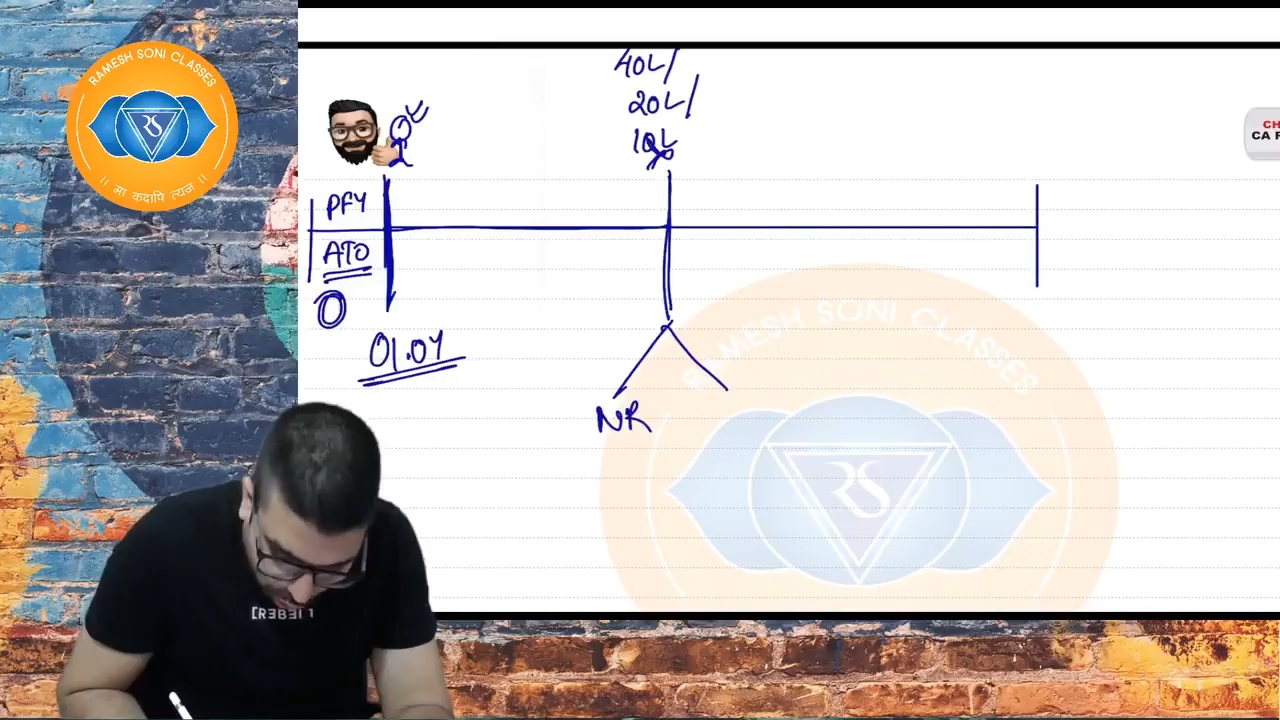 RAMESH SONI CLASSES
RS
|| मा कदापि त्यज ||
40L/
20L/
10L
CH
CA F
PFY
ATO
0
01.04
NR
RAMESH SONI CLASSES
RS